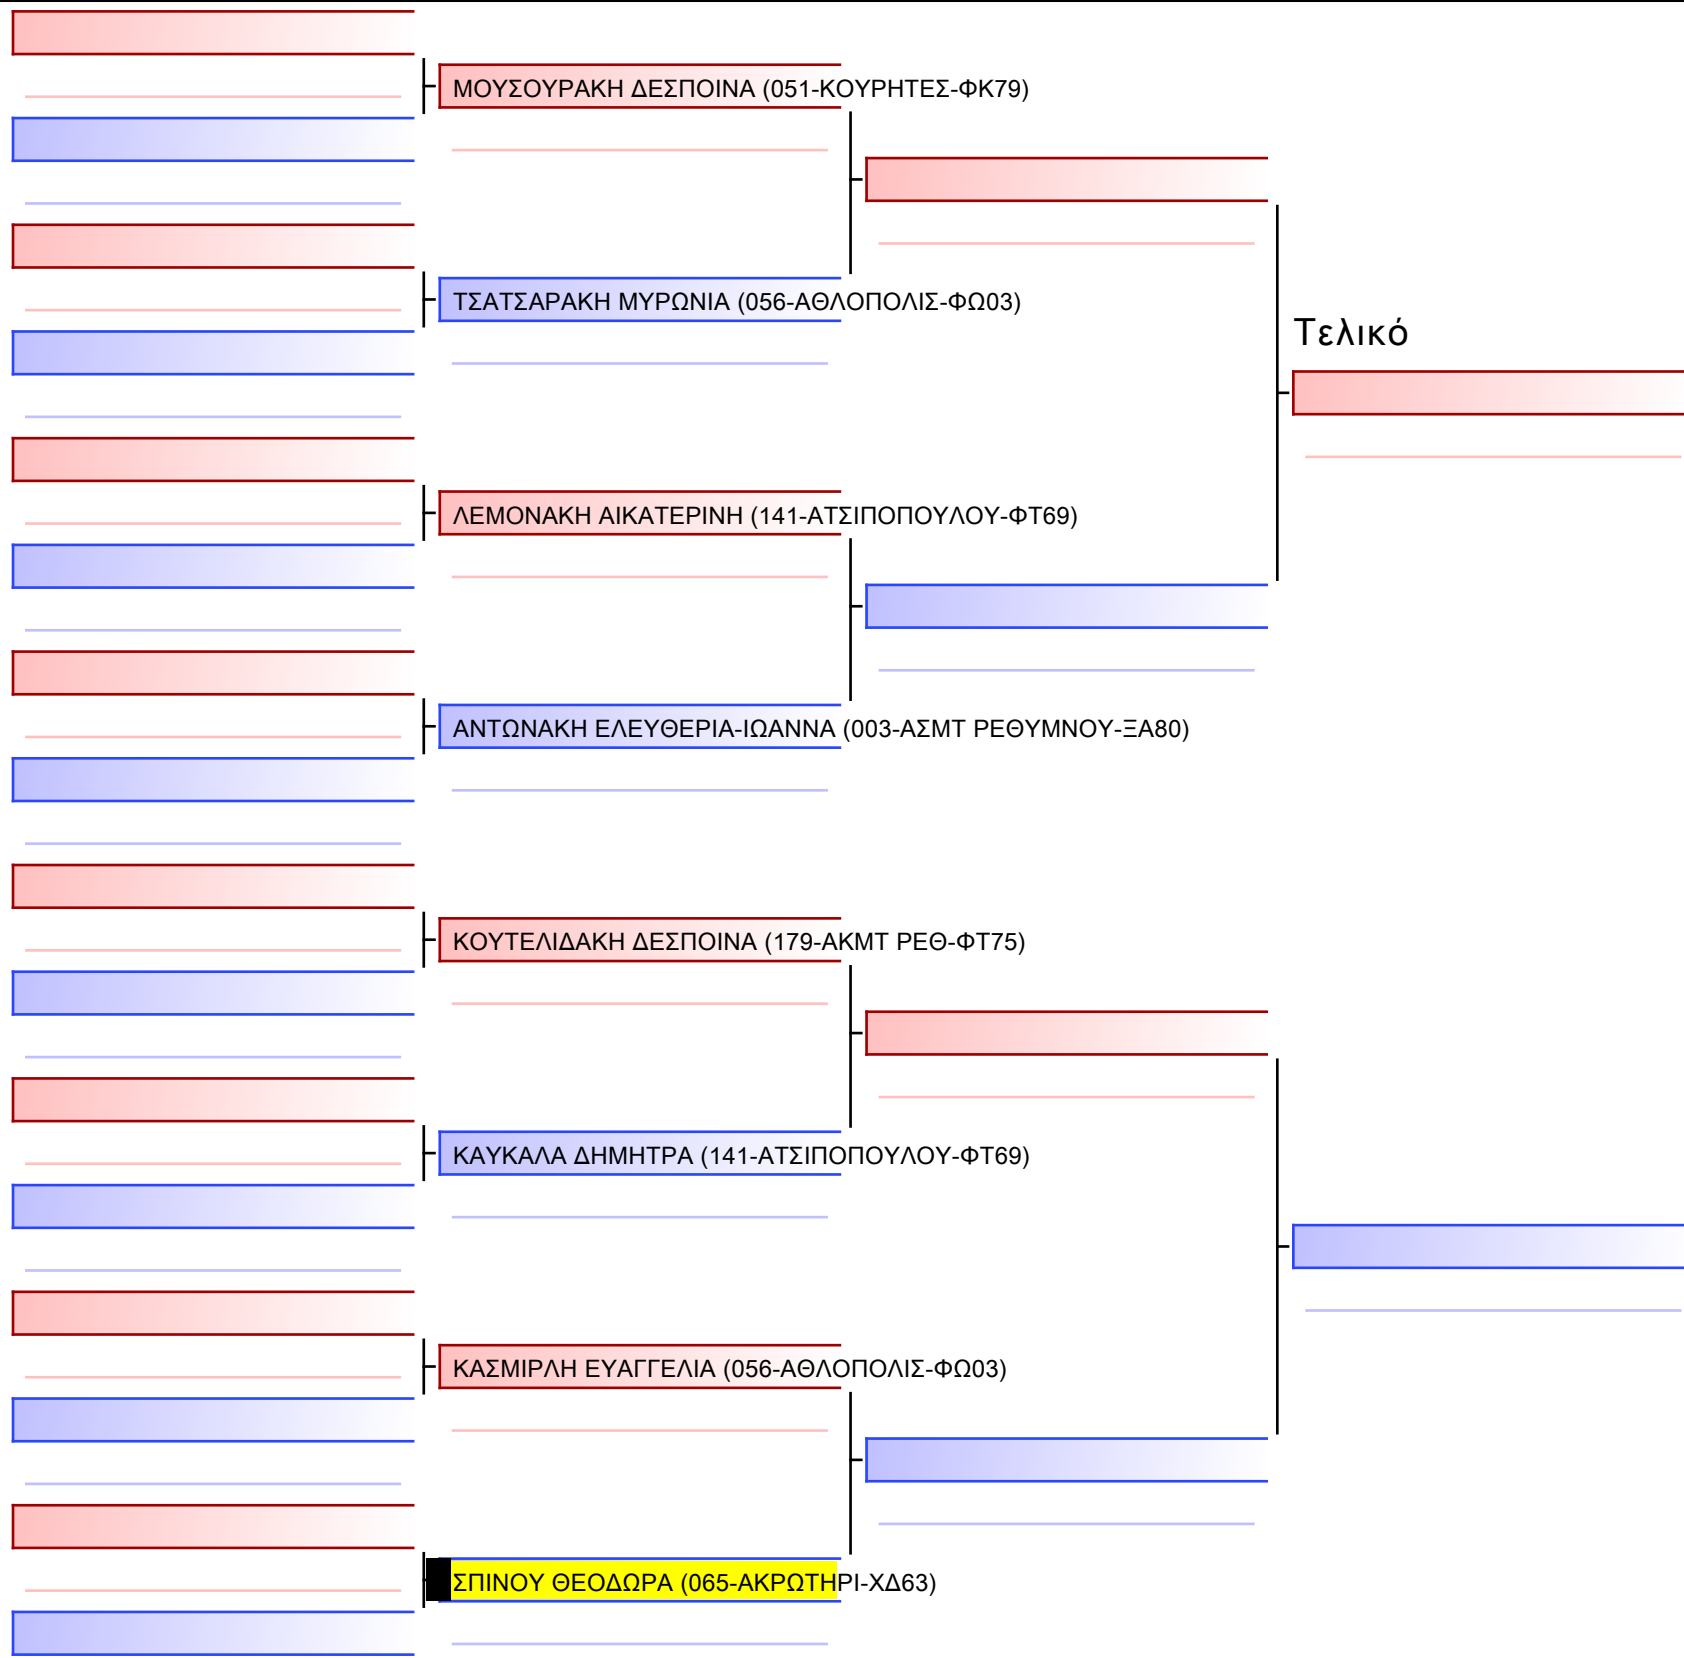 ΜΟΥΣΟΥΡΑΚΗ ΔΕΣΠΟΙΝΑ (051-ΚΟΥΡΗΤΕΣ-ΦΚ79)
ΤΣΑΤΣΑΡΑΚΗ ΜΥΡΩΝΙΑ (056-ΑΘΛΟΠΟΛΙΣ-ΦΩ03)
Τελικό
ΛΕΜΟΝΑΚΗ ΑΙΚΑΤΕΡΙΝΗ (141-ΑΤΣΙΠΟΠΟΥΛΟΥ-ΦΤ69)
ΑΝΤΩΝΑΚΗ ΕΛΕΥΘΕΡΙΑ-ΙΩΑΝΝΑ (003-ΑΣΜΤ ΡΕΘΥΜΝΟΥ-ΞΑ80)
ΚΟΥΤΕΛΙΔΑΚΗ ΔΕΣΠΟΙΝΑ (179-ΑΚΜΤ ΡΕΘ-ΦΤ75)
ΚΑΥΚΑΛΑ ΔΗΜΗΤΡΑ (141-ΑΤΣΙΠΟΠΟΥΛΟΥ-ΦΤ69)
ΚΑΣΜΙΡΛΗ ΕΥΑΓΓΕΛΙΑ (056-ΑΘΛΟΠΟΛΙΣ-ΦΩ03)
ΣΠΙΝΟΥ ΘΕΟΔΩΡΑ (065-ΑΚΡΩΤΗΡΙ-ΧΔ63)